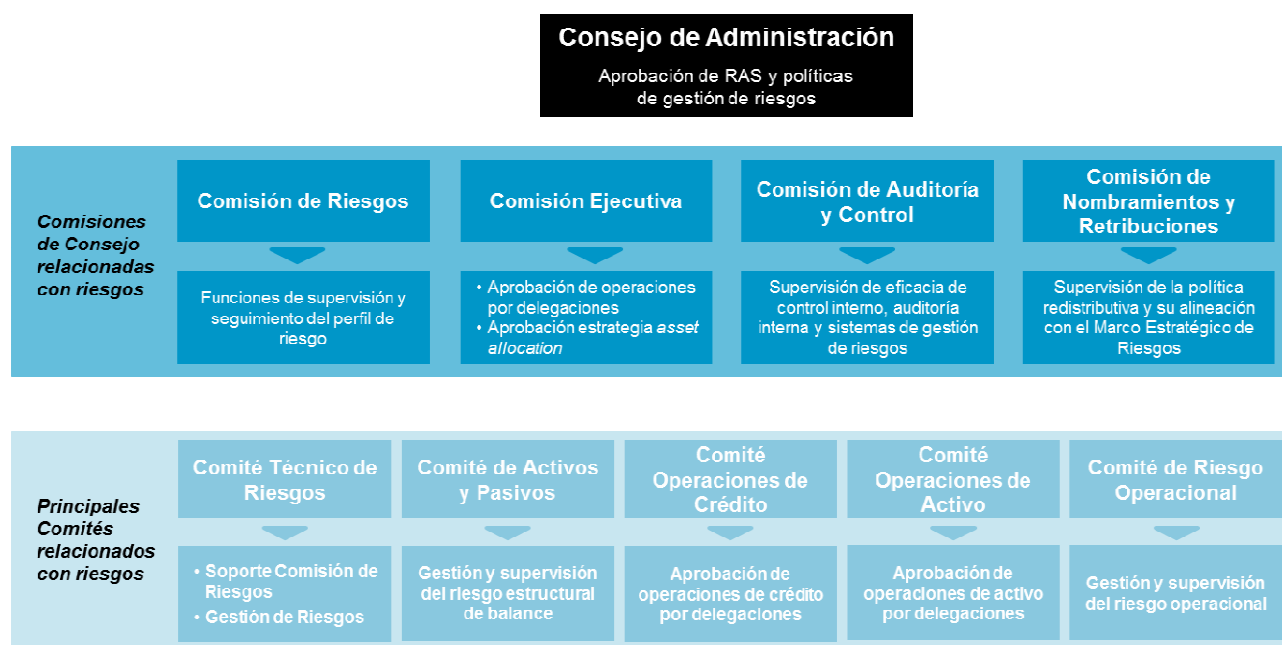 Consejo de Administración
Aprobación de RAS y políticas
de gestión de riesgos
Comisiones
de Consejo
relacionadas
con riesgos
Comisión de Riesgos
Funciones de supervisión y
seguimiento del perfil de
riesgo
Comisión Ejecutiva
• Aprobación de operaciones
por delegaciones
• Aprobación estrategia asset
allocation
Comisión de Auditoría
y Control
Supervisión de eficacia de
control interno, auditoría
interna y sistemas de gestión
de riesgos
Comisión de
Nombramientos y
Retribuciones
Supervisión de la política
redistributiva y su alineación
con el Marco Estratégico de
Riesgos
Principales
Comités
relacionados
con riesgos
Comité Técnico de
Riesgos
• Soporte Comisión de
Riesgos
• Gestión de Riesgos
Comité de Activos
y Pasivos
Gestión y supervisión
del riesgo estructural
de balance
Comité
Operaciones de
Crédito
Aprobación de
operaciones de crédito
por delegaciones
Comité
Operaciones de
Activo
Aprobación de
operaciones de activo
por delegaciones
Comité de Riesgo
Operacional
Gestión y supervisión
del riesgo operacional